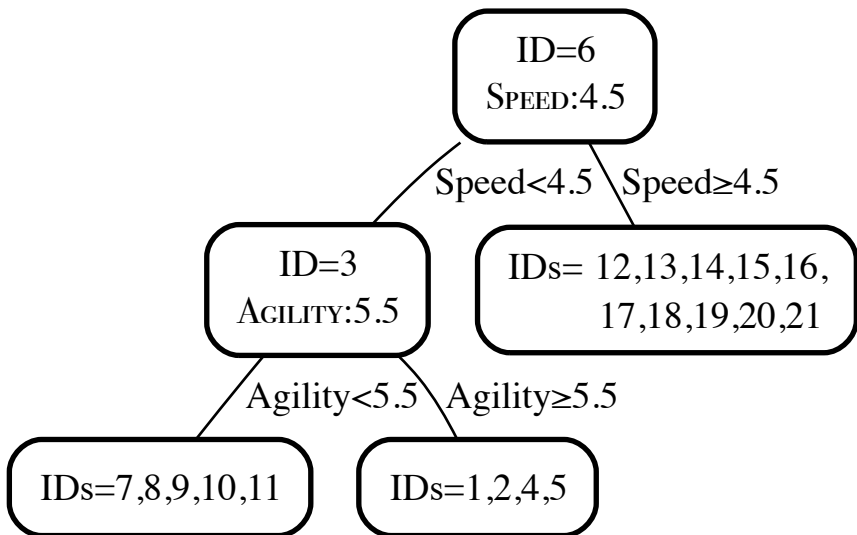 ID=6
SPEED:4.5
Speed<4.5
Speed≥4.5
ID=3
AGILITY:5.5
IDs= 12,13,14,15,16,
17,18,19,20,21
Agility<5.5
Agility≥5.5
IDs=7,8,9,10,11
IDs=1,2,4,5